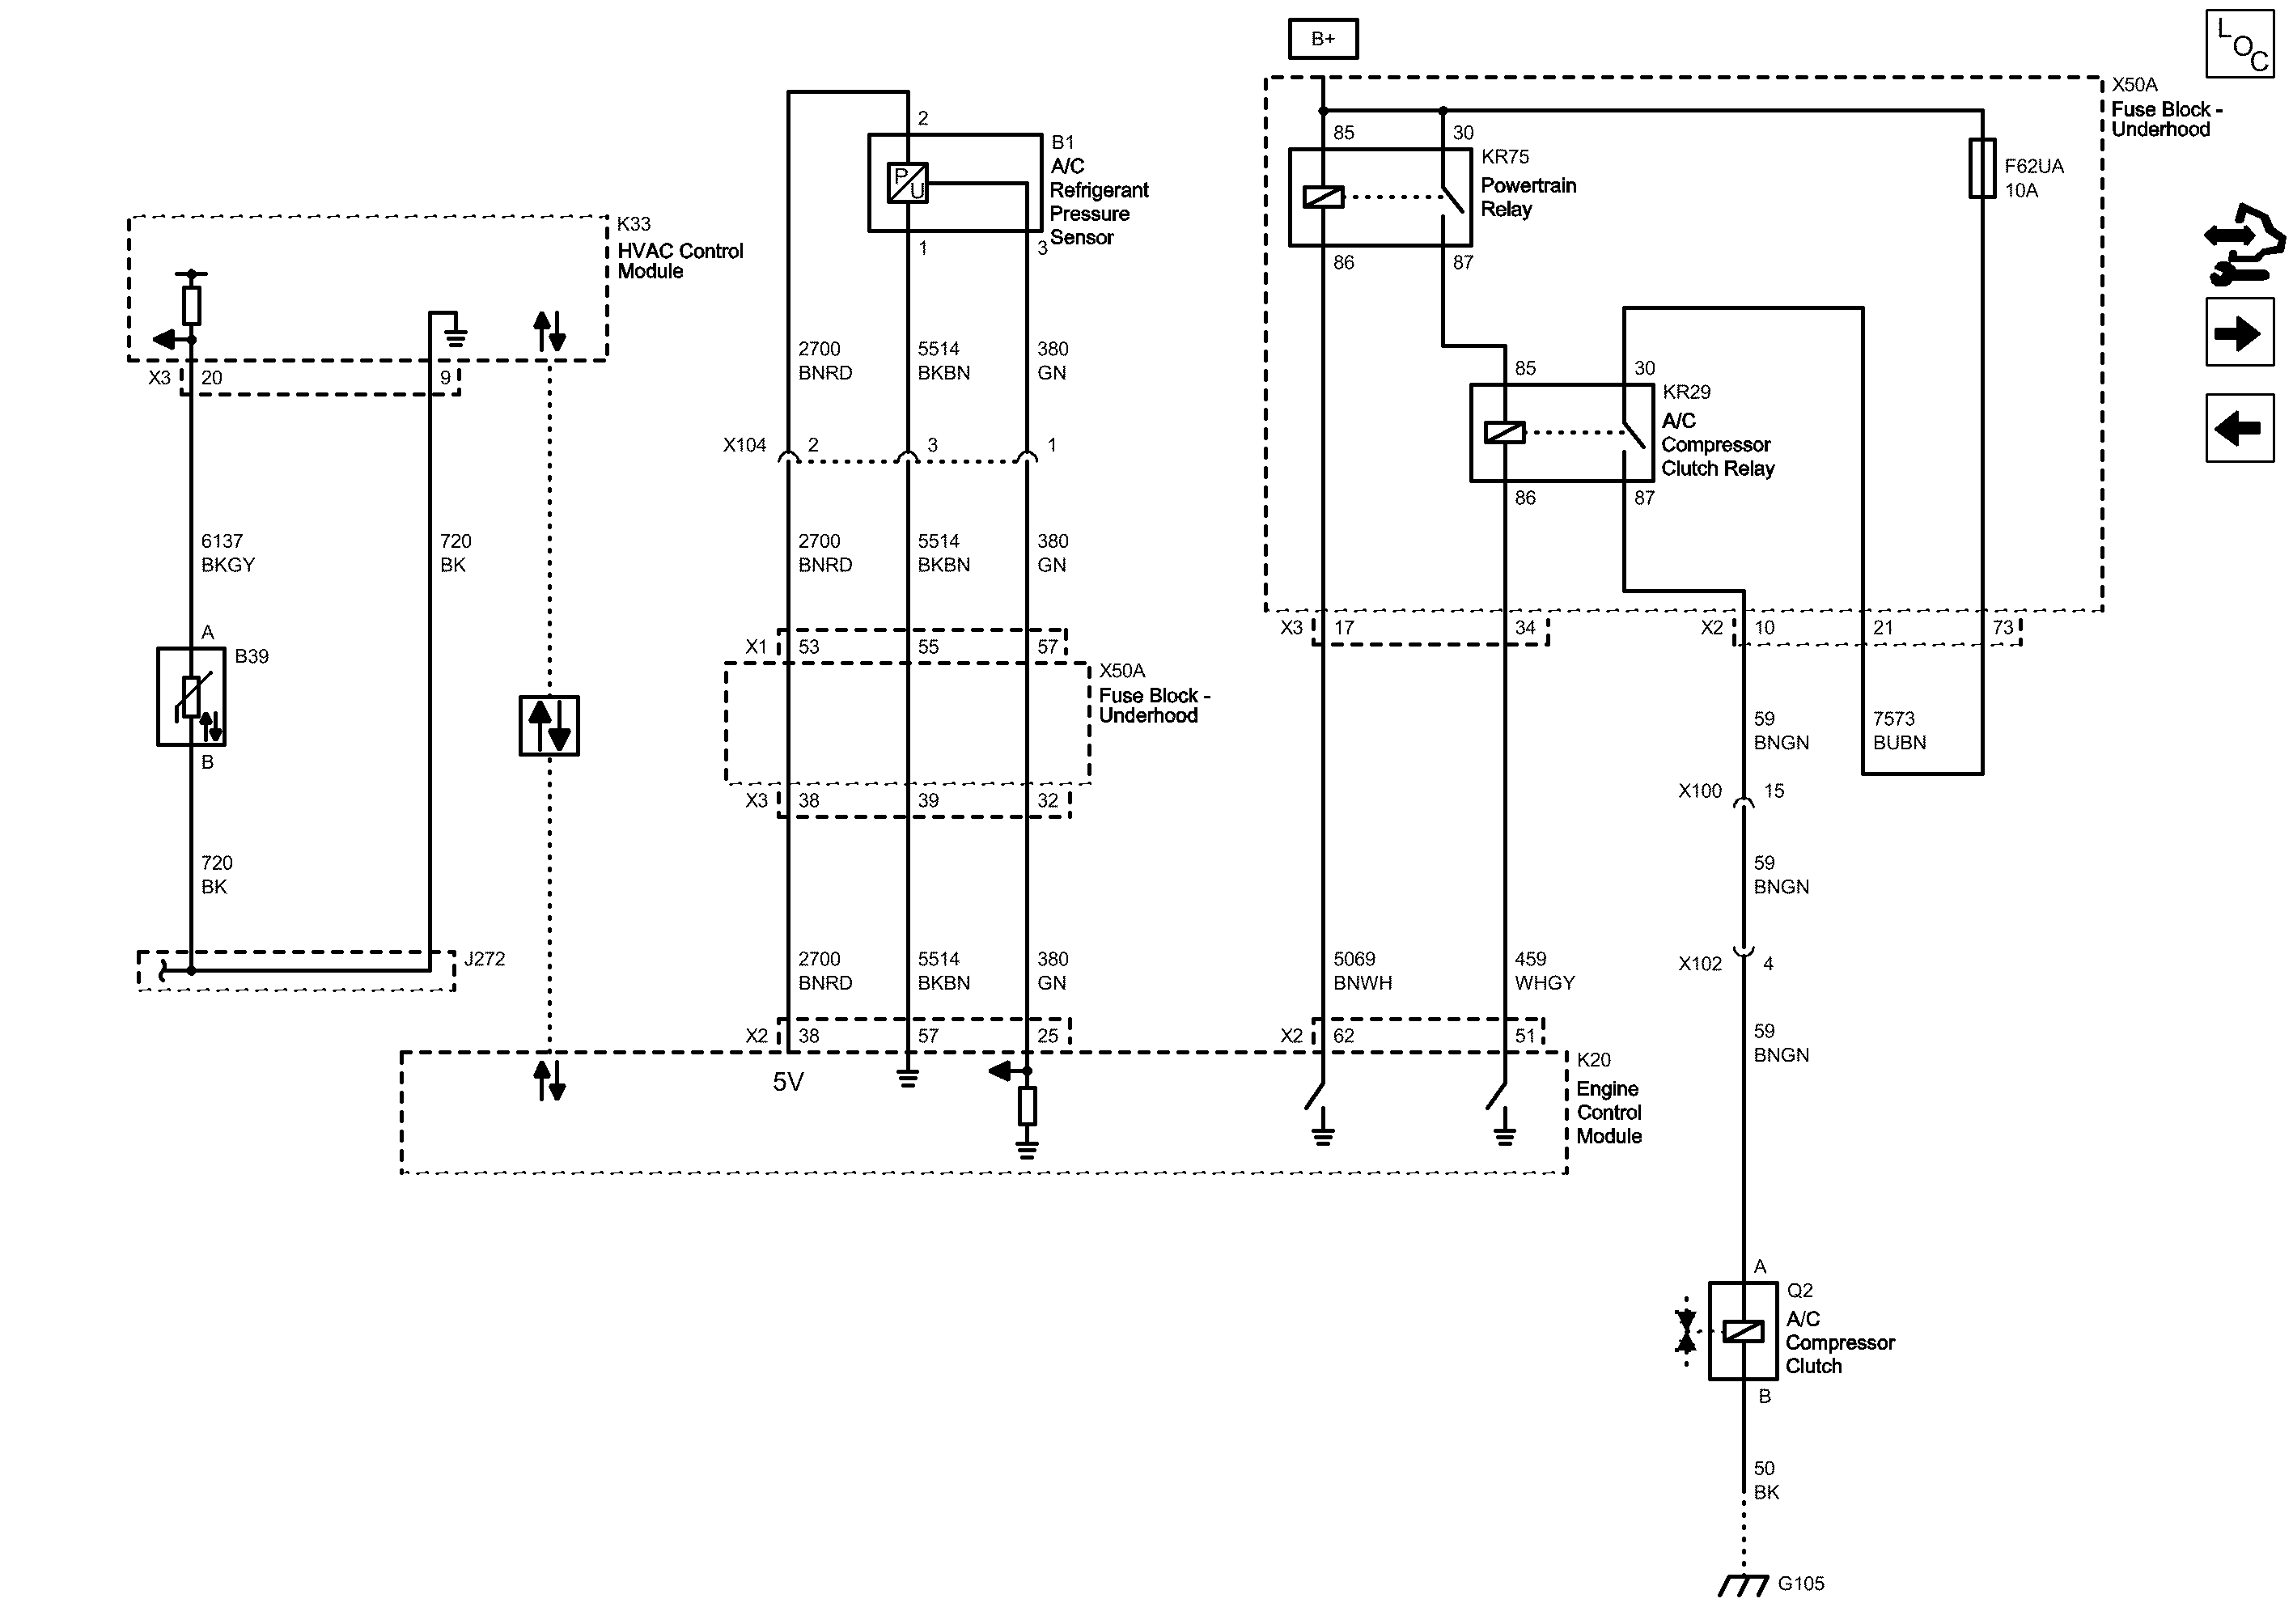 B+
L
O
C
X50A
Fuse Block -
Underhood
2
85
30
B1
A/C
Refrigerant
Pressure
Sensor
P
U
KR75
Powertrain
Relay
F62UA
10A
K33
HVAC Control
Module
1
3
86
87
2700
BNRD
5514
BKBN
380
GN
X3
20
9
85
30
KR29
A/C
Compressor
Clutch Relay
X104
2
3
1
86
87
6137
BKGY
720
BK
2700
BNRD
5514
BKBN
380
GN
A
B39
B
X1
53
55
57
X50A
Fuse Block -
Underhood
X3
38
39
32
X3
17
34
X2
10
21
73
59
BNGN
7573
BUBN
X100
15
720
BK
59
BNGN
J272
2700
BNRD
5514
BKBN
380
GN
5069
BNWH
459
WHGY
X102
4
X2
38
57
25
X2
62
51
59
BNGN
5V
K20
Engine
Control
Module
A
Q2
A/C
Compressor
Clutch
B
50
BK
G105